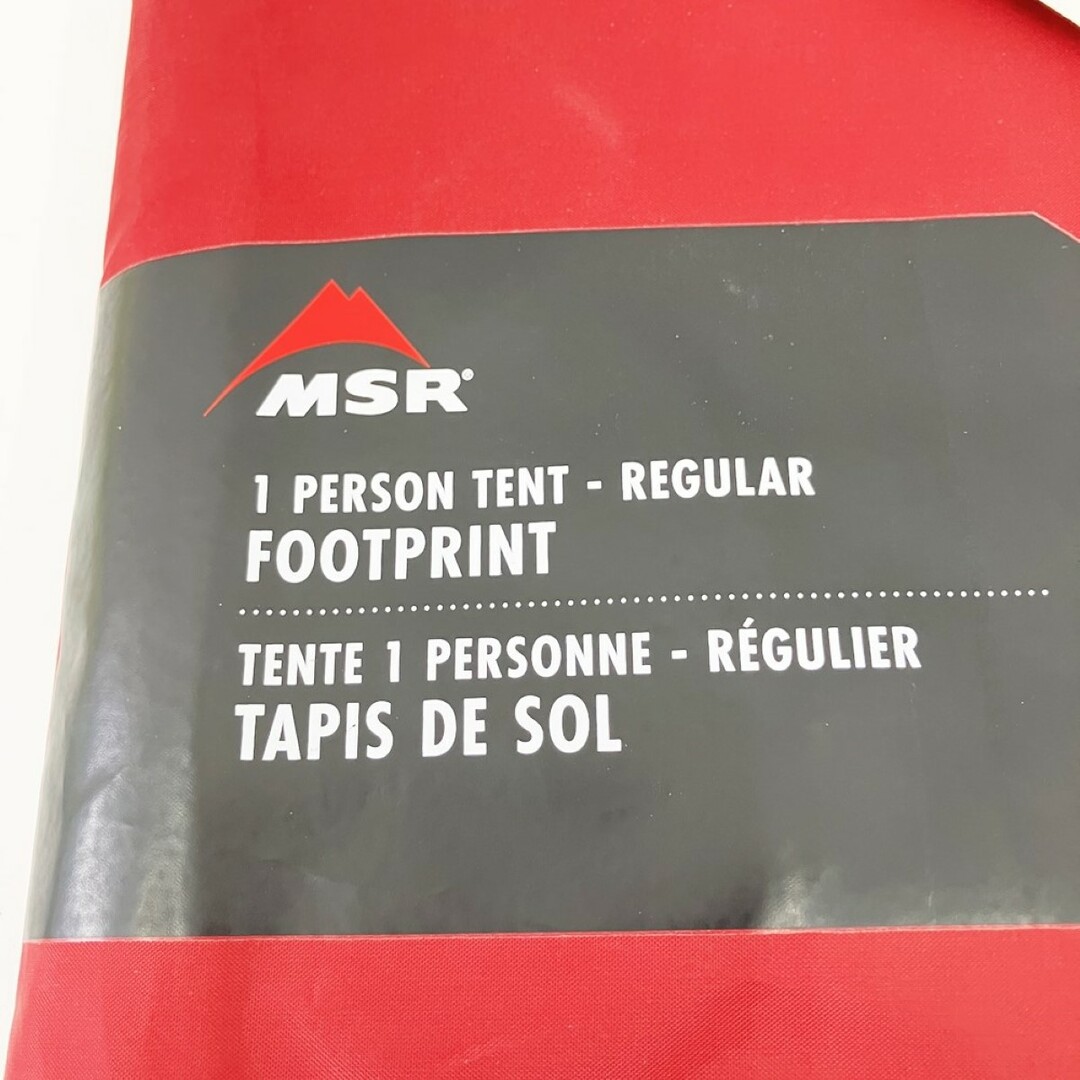 MSR®
1 PERSON TENT - REGULAR
FOOTPRINT
TENTE 1 PERSONNE - RÉGULIER
TAPIS DE SOL